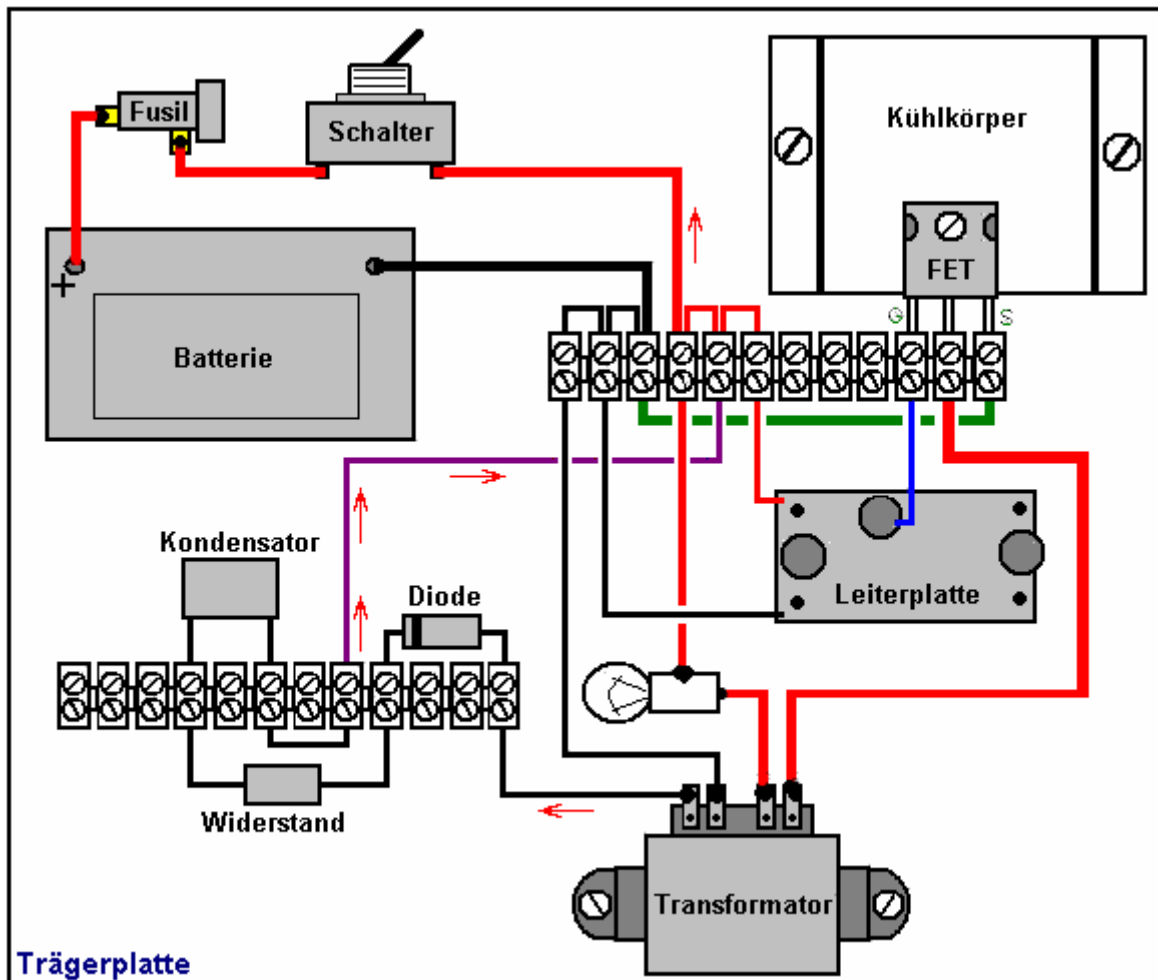 Fusil
Schalter
Kühlkörper
FET
G
S
+
Batterie
Kondensator
Diode
Leiterplatte
Widerstand
Transformator
Trägerplatte